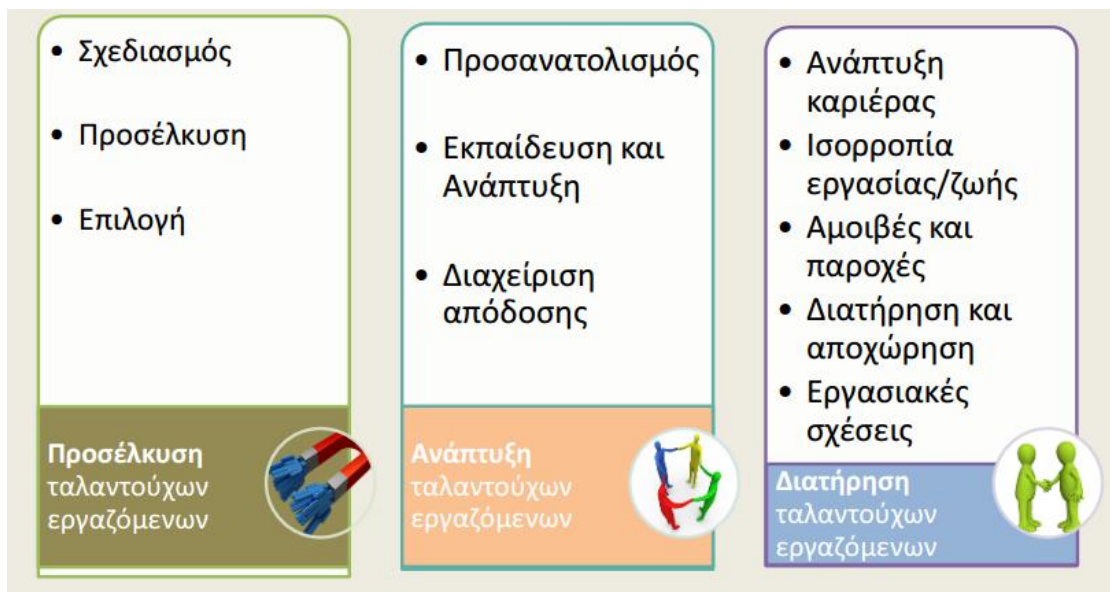 • Σχεδιασμός
• Προσέλκυση
• Επιλογή
Προσέλκυση
ταλαντούχων
εργαζόμενων
• Προσανατολισμός
• Εκπαίδευση και
Ανάπτυξη
• Διαχείριση
απόδοσης
Ανάπτυξη
ταλαντούχων
εργαζόμενων
• Ανάπτυξη
καριέρας
• Ισορροπία
εργασίας/ζωής
• Αμοιβές και
παροχές
• Διατήρηση και
αποχώρηση
• Εργασιακές
σχέσεις
Διατήρηση
ταλαντούχων
εργαζόμενων